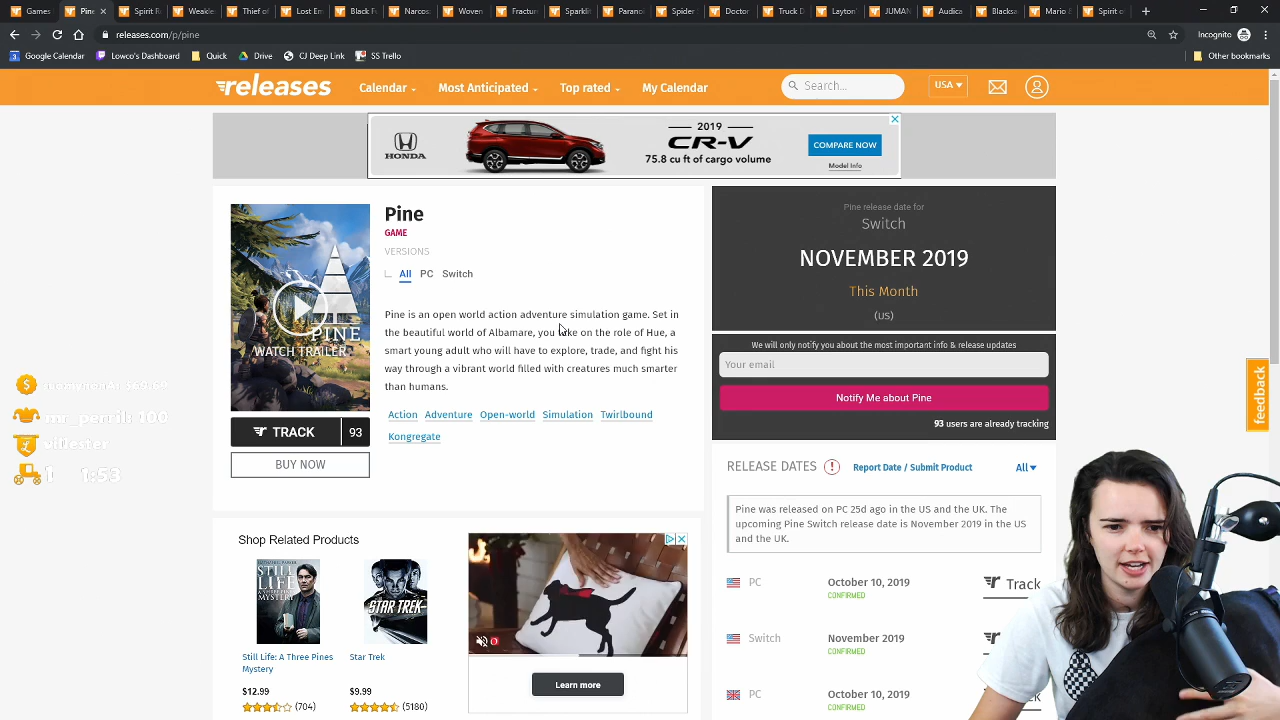 Games
Pine
Spirit R
Weakle
Thief of
Lost Em
Black F
Narcos
Woven
Fracture
Sparklit
Parano
Spider
Doctor
Truck D
Layton'
JUMAN
Audica
Blacksa
Mario &
Spirit o
releases.com/p/pine
Incognito
Google Calendar
Lowco's Dashboard
Quick
Drive
CJ Deep Link
SS Trello
Other bookmarks
releases
Calendar
Most Anticipated
Top rated
My Calendar
Search...
USA
HONDA
2019
CR-V
75.8 cu ft of cargo volume
COMPARE NOW
Model Info
PINE
WATCH TRAILER
TRACK 93
BUY NOW
Pine
GAME
VERSIONS
All PC Switch
Pine is an open world action adventure simulation game. Set in
the beautiful world of Albamare, you take on the role of Hue, a
smart young adult who will have to explore, trade, and fight his
way through a vibrant world filled with creatures much smarter
than humans.
Action Adventure Open-world Simulation Twirlbound
Kongregate
Pine release date for
Switch
NOVEMBER 2019
This Month
(US)
We will only notify you about the most important info & release updates
Your email
Notify Me about Pine
93 users are already tracking
feedback
RELEASE DATES
Report Date / Submit Product
All
Pine was released on PC 25d ago in the US and the UK. The
upcoming Pine Switch release date is November 2019 in the US
and the UK.
PC October 10, 2019 Track
CONFIRMED
Switch November 2019
CONFIRMED
PC October 10, 2019
CONFIRMED
Shop Related Products
STILL
LIFE
STAR TREK
Still Life: A Three Pines
Mystery
$12.99
(704)
Star Trek
$9.99
(5180)
Learn more
mr_pencil: 100
1 1:53